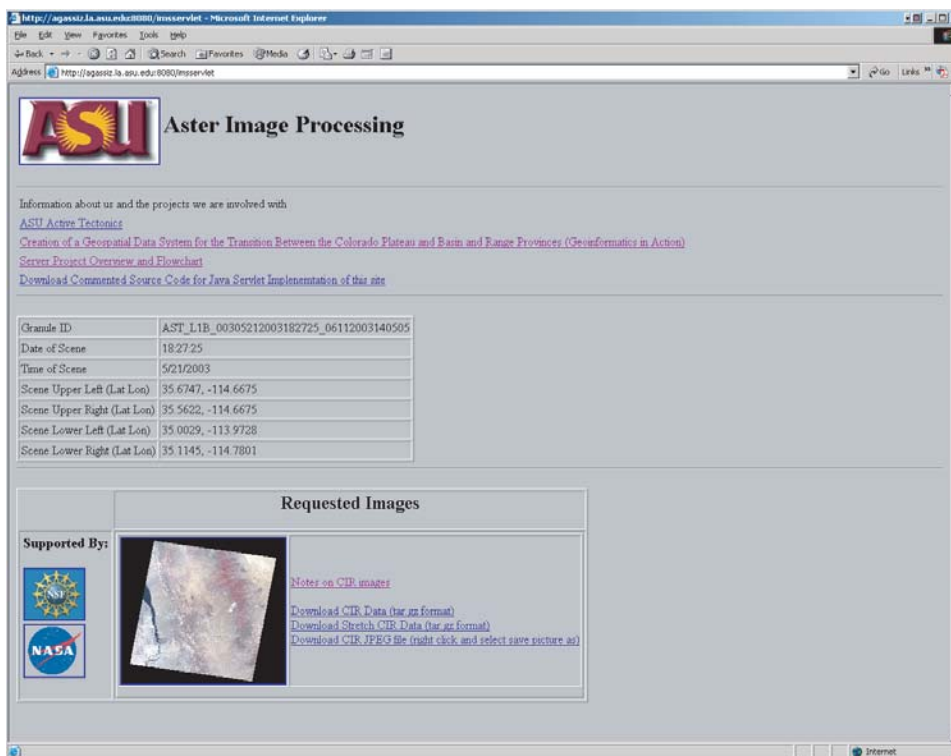 http://agassiz.la.asu.edu:8080/imsservlet - Microsoft Internet Explorer
File Edit View Favorites Tools Help
Back Search Favorites Media
Address http://agassiz.la.asu.edu:8080/imsservlet Go Links »
ASU Aster Image Processing
Information about us and the projects we are involved with
ASU Active Tectonics
Creation of a Geospatial Data System for the Transition Between the Colorado Plateau and Basin and Range Provinces (Geoinformatics in Action)
Server Project Overview and Flowchart
Download Commented Source Code for Java Servlet Implenemtation of this site
Granule ID AST_L1B_00305212003182725_06112003140505
Date of Scene 18:27:25
Time of Scene 5/21/2003
Scene Upper Left (Lat Lon) 35.6747, -114.6675
Scene Upper Right (Lat Lon) 35.5622, -114.6675
Scene Lower Left (Lat Lon) 35.0029, -113.9728
Scene Lower Right (Lat Lon) 35.1145, -114.7801
Requested Images
Supported By:
NSF
NASA
Notes on CIR images
Download CIR Data (tar.gz format)
Download Stretch CIR Data (tar.gz format)
Download CIR JPEG file (right click and select save picture as)
Internet